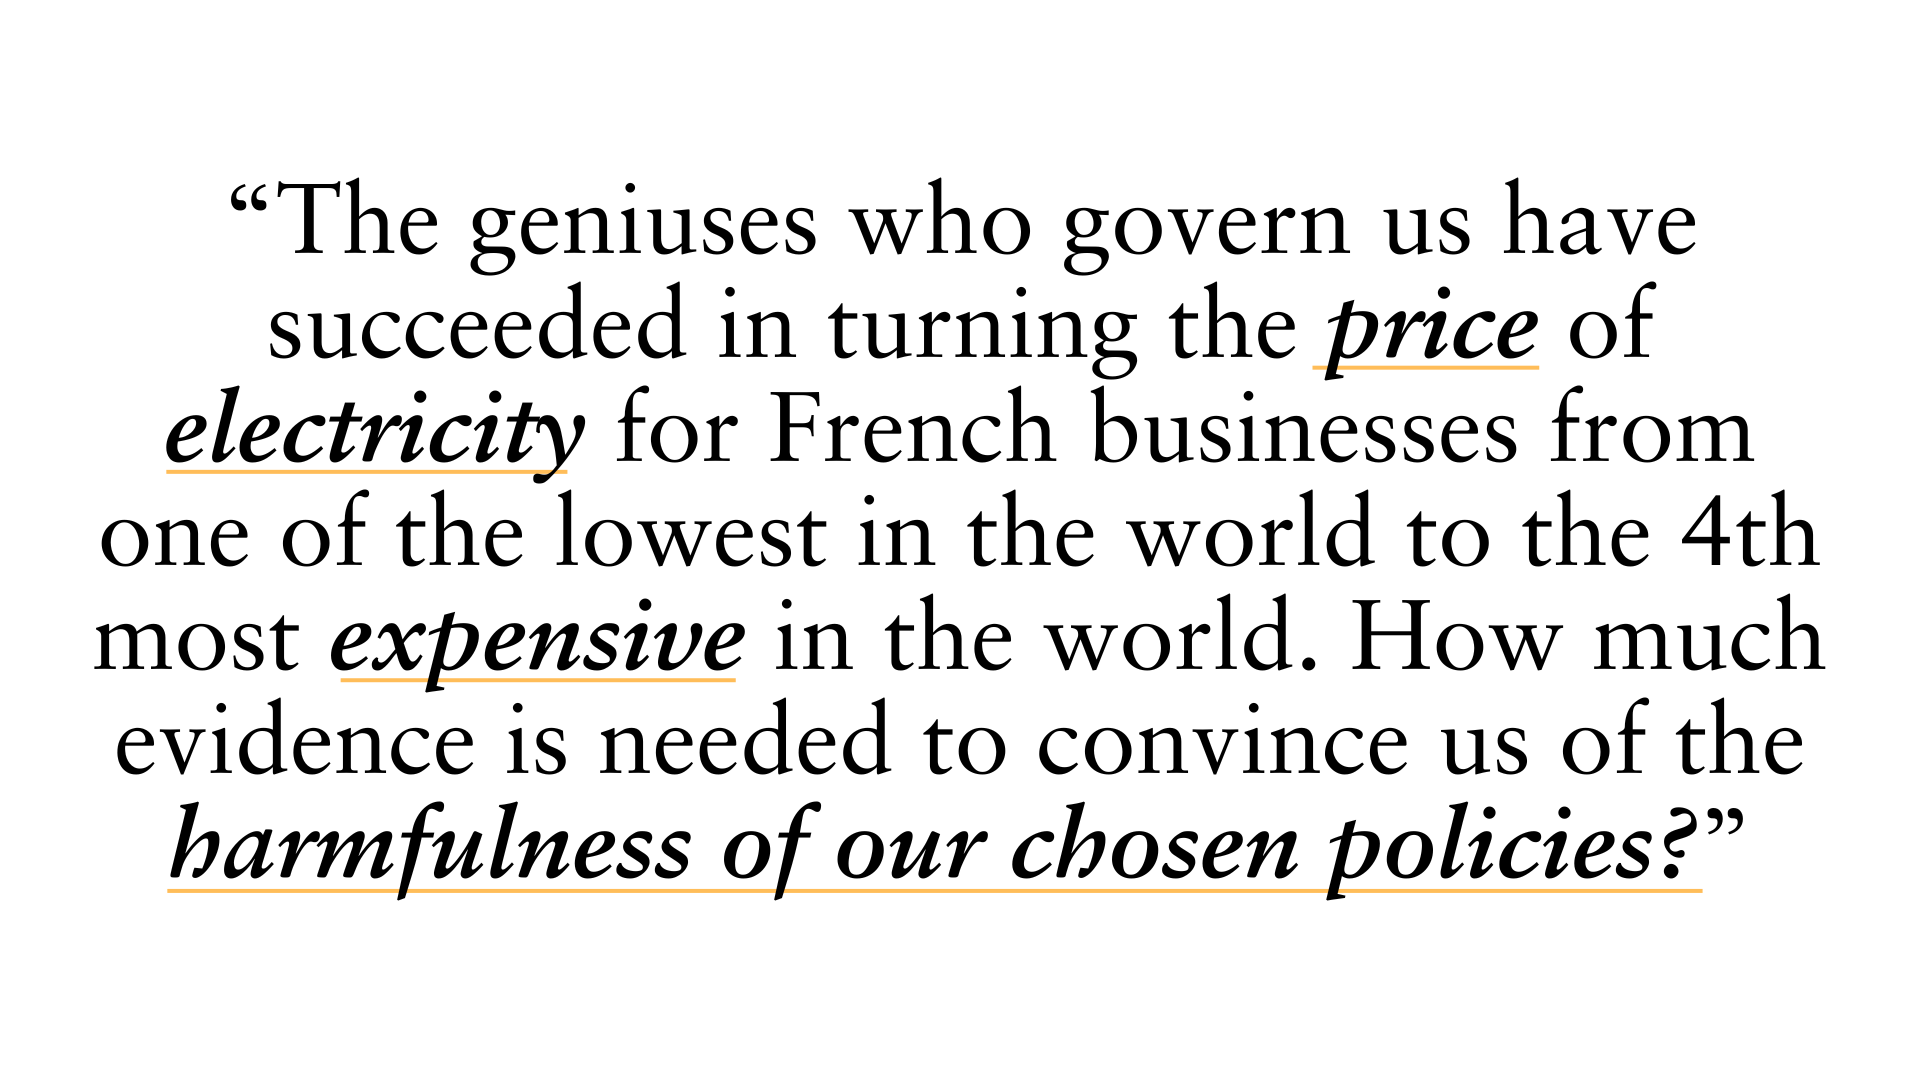 “The geniuses who govern us have
succeeded in turning the price of
electricity for French businesses from
one of the lowest in the world to the 4th
most expensive in the world. How much
evidence is needed to convince us of the
harmfulness of our chosen policies?”